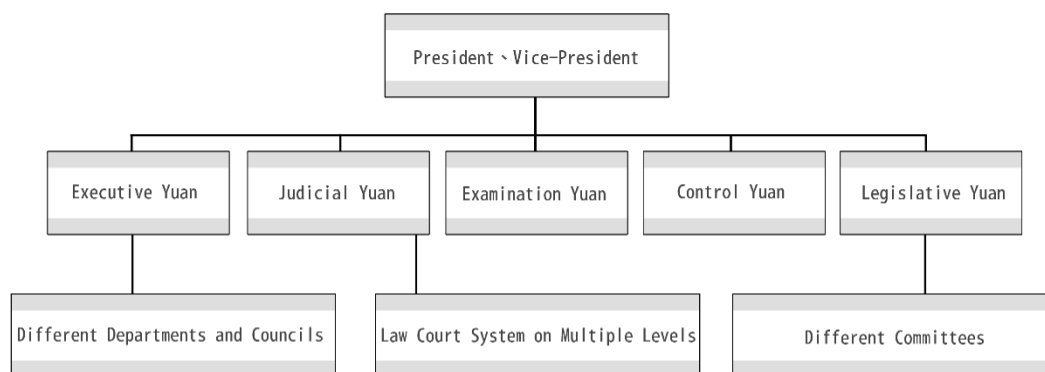 President、Vice-President
Executive Yuan
Judicial Yuan
Examination Yuan
Control Yuan
Legislative Yuan
Different Departments and Councils
Law Court System on Multiple Levels
Different Committees